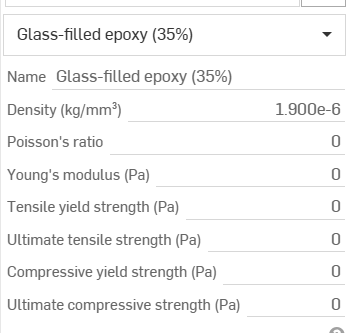 Glass-filled epoxy (35%)
Name Glass-filled epoxy (35%)
Density (kg/mm³) 1.900e-6
Poisson's ratio 0
Young's modulus (Pa) 0
Tensile yield strength (Pa) 0
Ultimate tensile strength (Pa) 0
Compressive yield strength (Pa) 0
Ultimate compressive strength (Pa) 0